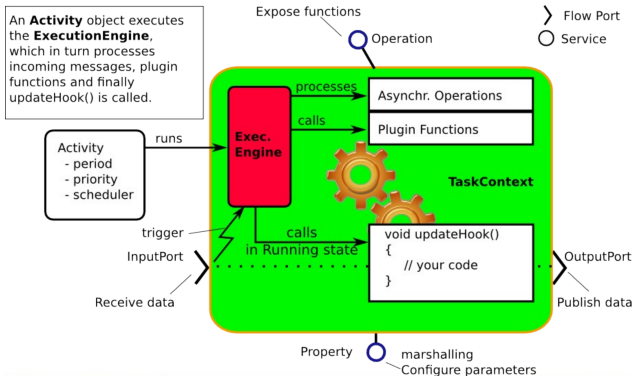 An Activity object executes
the ExecutionEngine,
which in turn processes
incoming messages, plugin
functions and finally
updateHook() is called.
Expose functions
Operation
Flow Port
Service
processes
Asynchr. Operations
calls
Plugin Functions
Exec.
Engine
runs
Activity
- period
- priority
- scheduler
TaskContext
trigger
calls
in Running state
void updateHook()
{
// your code
}
InputPort
OutputPort
Receive data
Publish data
Property
marshalling
Configure parameters